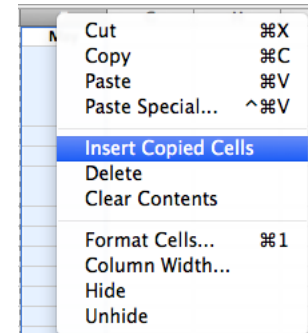 Cut ⌘X
Copy ⌘C
Paste ⌘V
Paste Special... ^⌘V
Insert Copied Cells
Delete
Clear Contents
Format Cells... ⌘1
Column Width...
Hide
Unhide